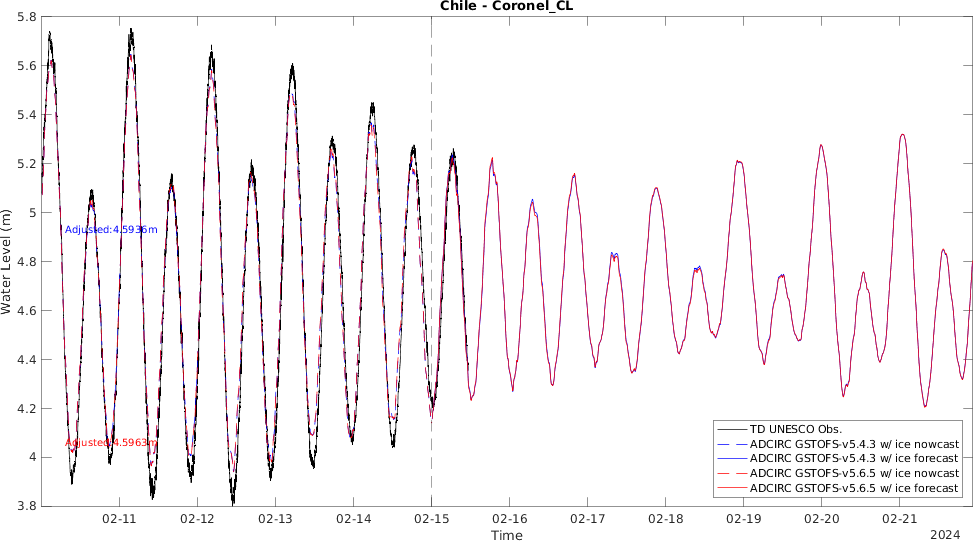 Chile - Coronel_CL
Water Level (m)
5.8
5.6
5.4
5.2
5
4.8
4.6
4.4
4.2
4
3.8
Adjusted:4.5936m
Adjusted:4.5963m
TD UNESCO Obs.
ADCIRC GSTOFS-v5.4.3 w/ ice nowcast
ADCIRC GSTOFS-v5.4.3 w/ ice forecast
ADCIRC GSTOFS-v5.6.5 w/ ice nowcast
ADCIRC GSTOFS-v5.6.5 w/ ice forecast
02-11 02-12 02-13 02-14 02-15 02-16 02-17 02-18 02-19 02-20 02-21
Time
2024